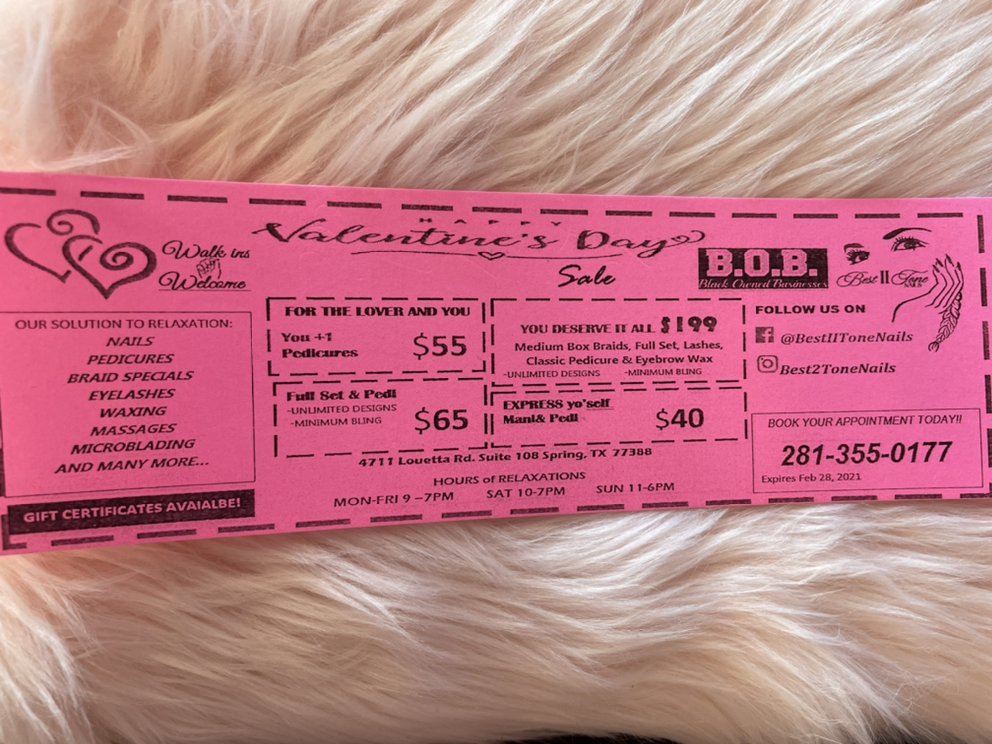 HAPPY
Valentine's Day
Sale
Walk ins
Welcome
OUR SOLUTION TO RELAXATION:
NAILS
PEDICURES
BRAID SPECIALS
EYELASHES
WAXING
MASSAGES
MICROBLADING
AND MANY MORE...
GIFT CERTIFICATES AVAIALBE!
FOR THE LOVER AND YOU
You +1
Pedicures
$55
Full Set & Pedi
-UNLIMITED DESIGNS
-MINIMUM BLING
$65
YOU DESERVE IT ALL $199
Medium Box Braids, Full Set, Lashes,
Classic Pedicure & Eyebrow Wax
-UNLIMITED DESIGNS -MINIMUM BLING
EXPRESS yo'self
Mani& Pedi
$40
4711 Louetta Rd. Suite 108 Spring, TX 77388
HOURS of RELAXATIONS
MON-FRI 9 -7PM SAT 10-7PM SUN 11-6PM
B.O.B.
Black Owned Businesses
Best II Tone
FOLLOW US ON
@BestIIToneNails
Best2ToneNails
BOOK YOUR APPOINTMENT TODAY!!
281-355-0177
Expires Feb 28, 2021